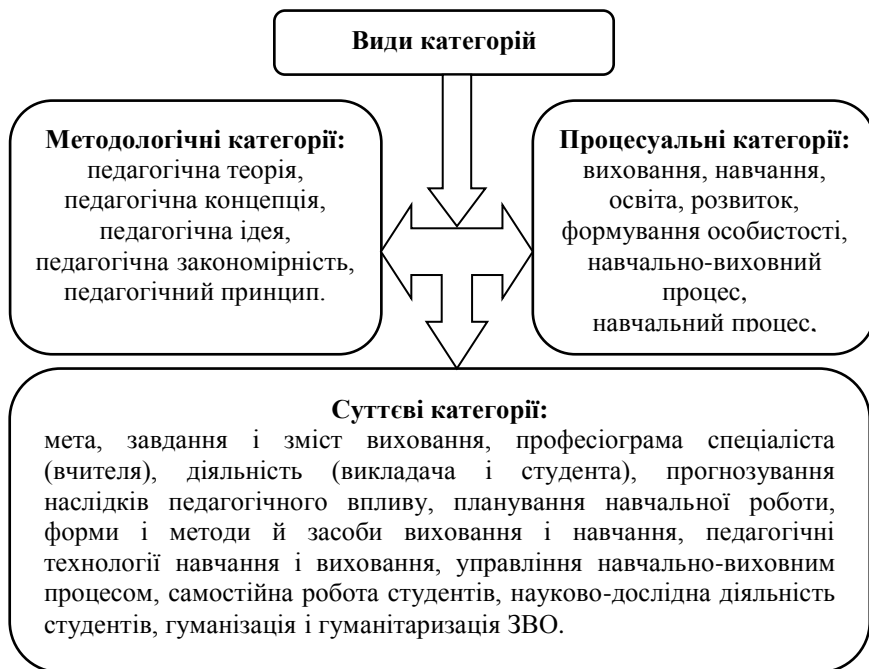 Види категорій
Методологічні категорії:
педагогічна теорія,
педагогічна концепція,
педагогічна ідея,
педагогічна закономірність,
педагогічний принцип.
Процесуальні категорії:
виховання, навчання,
освіта, розвиток,
формування особистості,
навчально-виховний
процес,
навчальний процес,
Суттєві категорії:
мета, завдання і зміст виховання, професіограма спеціаліста
(вчителя), діяльність (викладача і студента), прогнозування
наслідків педагогічного впливу, планування навчальної роботи,
форми і методи й засоби виховання і навчання, педагогічні
технології навчання і виховання, управління навчально-виховним
процесом, самостійна робота студентів, науково-дослідна діяльність
студентів, гуманізація і гуманітаризація ЗВО.